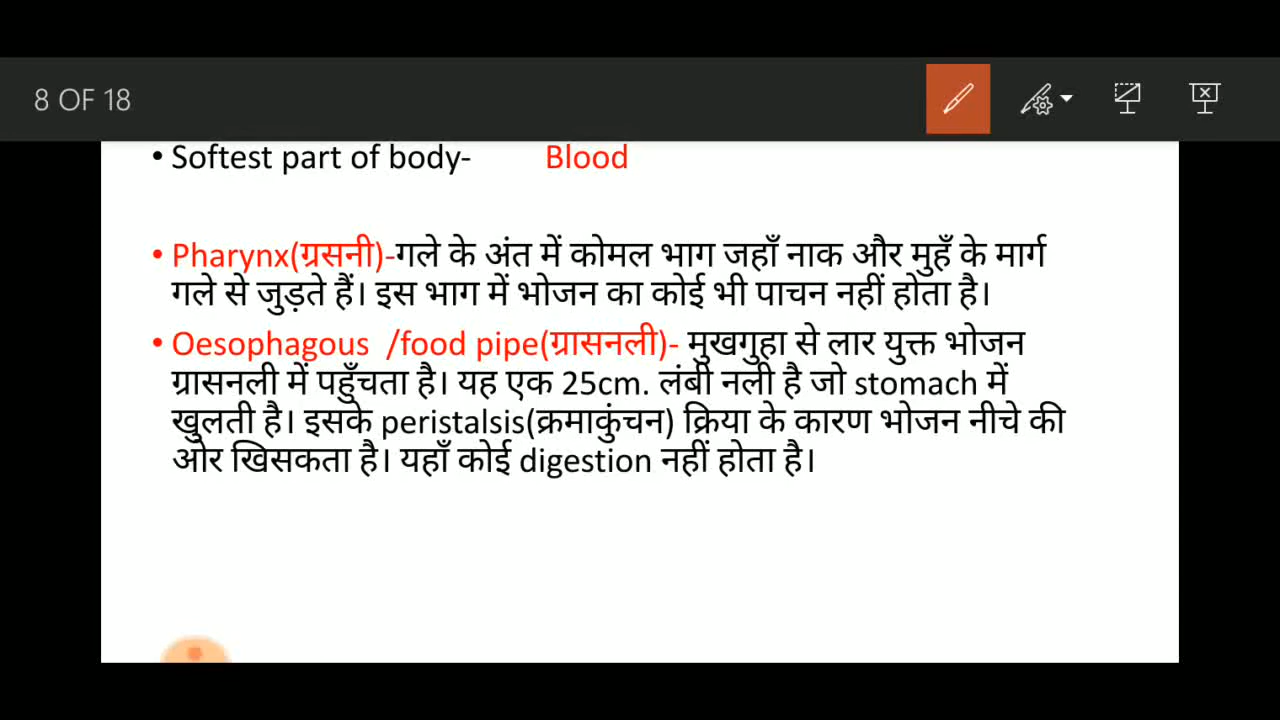 8 OF 18
• Softest part of body- Blood
• Pharynx(ग्रसनी)-गले के अंत में कोमल भाग जहाँ नाक और मुहँ के मार्ग
गले से जुड़ते हैं। इस भाग में भोजन का कोई भी पाचन नहीं होता है।
• Oesophagous /food pipe(ग्रासनली)- मुखगुहा से लार युक्त भोजन
ग्रासनली में पहुँचता है। यह एक 25cm. लंबी नली है जो stomach में
खुलती है। इसके peristalsis(क्रमाकुंचन) क्रिया के कारण भोजन नीचे की
ओर खिसकता है। यहाँ कोई digestion नहीं होता है।